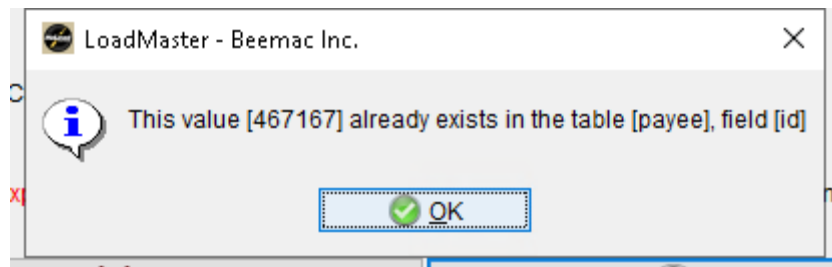 LoadMaster - Beemac Inc.
This value [467167] already exists in the table [payee], field [id]
OK